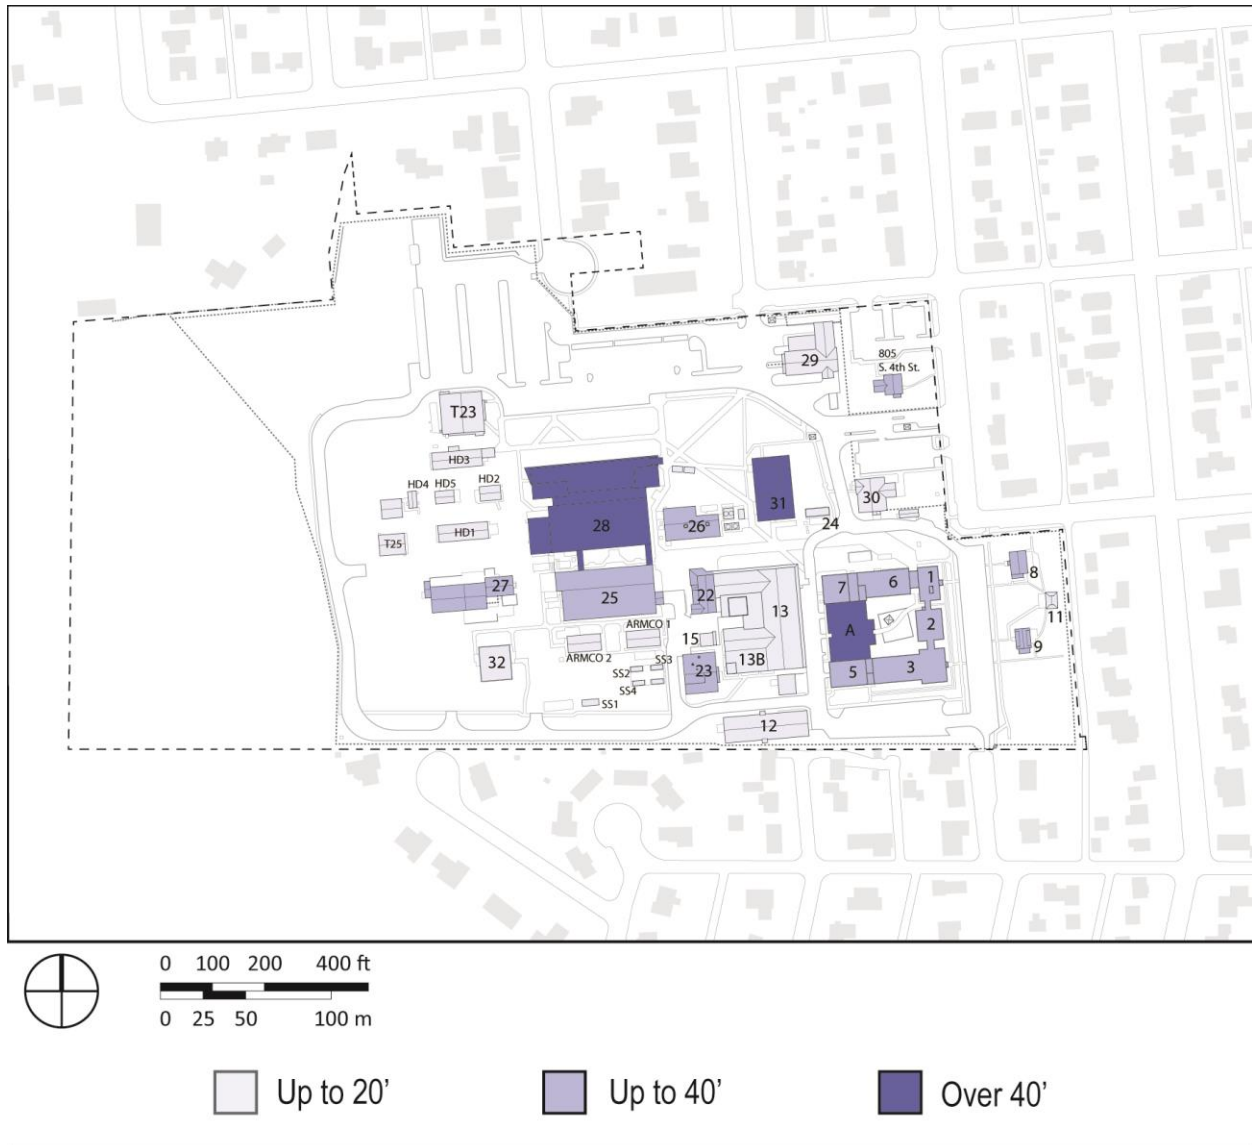 805
S. 4th St.
29
T23
HD3
HD4
HD5
HD2
30
31
24
28
26
HD1
T25
27
25
22
13
7
6
1
8
11
2
A
9
ARMCO 1
15
ARMCO 2
32
13B
23
SS3
SS2
SS4
SS1
5
3
12
0 100 200 400 ft
0 25 50 100 m
Up to 20'
Up to 40'
Over 40'